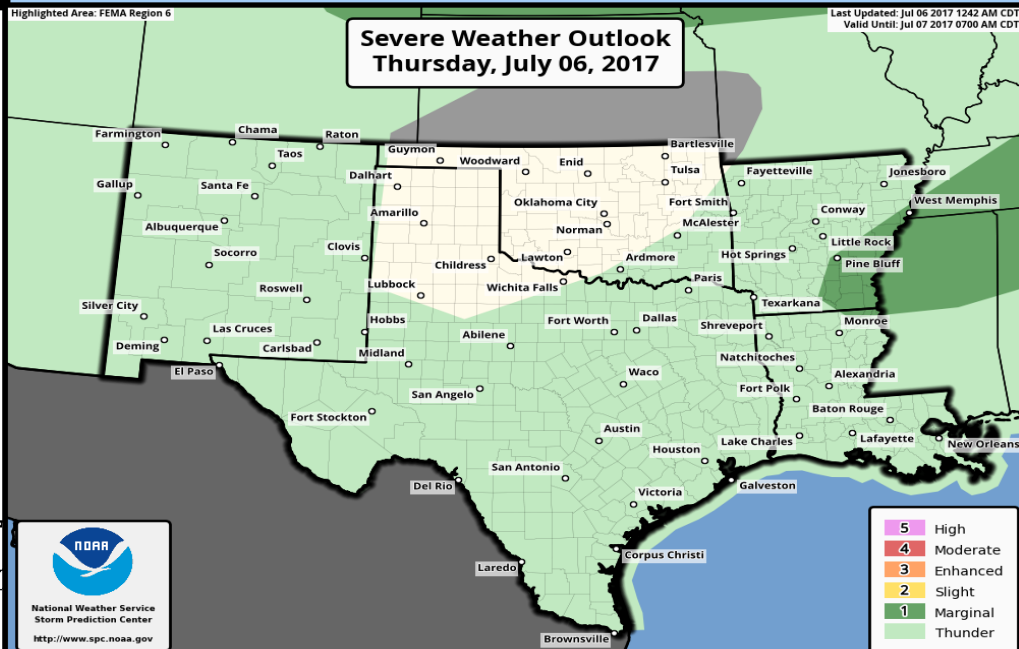 Highlighted Area: FEMA Region 6
Last Updated: Jul 06 2017 1242 AM CDT
Valid Until: Jul 07 2017 0700 AM CDT
Severe Weather Outlook
Thursday, July 06, 2017
Farmington
Chama
Raton
Taos
Guymon
Woodward
Enid
Bartlesville
Tulsa
Fayetteville
Jonesboro
Gallup
Santa Fe
Dalhart
Oklahoma City
Fort Smith
West Memphis
Albuquerque
Amarillo
Norman
McAlester
Conway
Little Rock
Socorro
Clovis
Childress
Lawton
Ardmore
Hot Springs
Pine Bluff
Roswell
Lubbock
Wichita Falls
Paris
Texarkana
Silver City
Las Cruces
Hobbs
Abilene
Fort Worth
Dallas
Shreveport
Monroe
Deming
Carlsbad
Midland
Natchitoches
El Paso
San Angelo
Waco
Fort Polk
Alexandria
Fort Stockton
Austin
Baton Rouge
Houston
Lake Charles
Lafayette
New Orleans
Del Rio
San Antonio
Victoria
Galveston
Laredo
Corpus Christi
Brownsville
NOAA
National Weather Service
Storm Prediction Center
http://www.spc.noaa.gov
5 High
4 Moderate
3 Enhanced
2 Slight
1 Marginal
Thunder